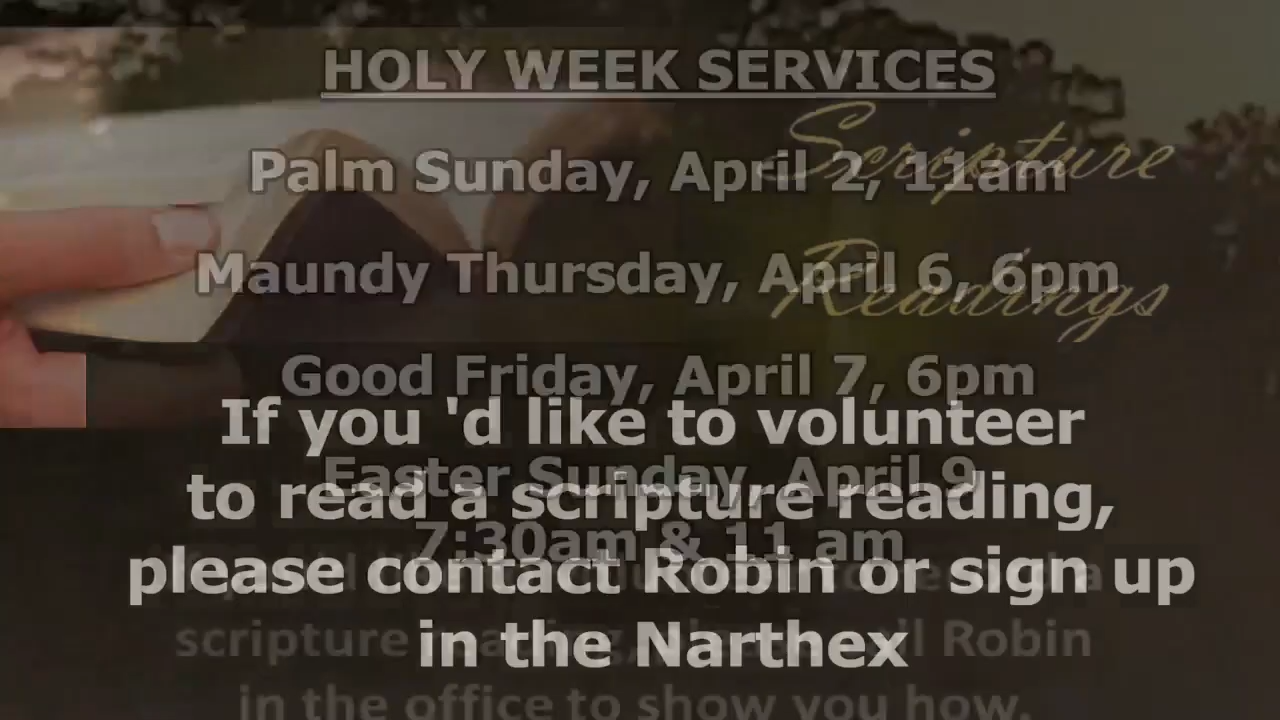 HOLY WEEK SERVICES
Scripture
Palm Sunday, April 2, 11am
Maundy Thursday, April 6, 6pm
Readings
Good Friday, April 7, 6pm
If you 'd like to volunteer
Easter Sunday, April 9
to read a scripture reading,
7:30am & 11 am
please contact Robin or sign up
a
scripture Robin
in the Narthex
in the office to show you how.